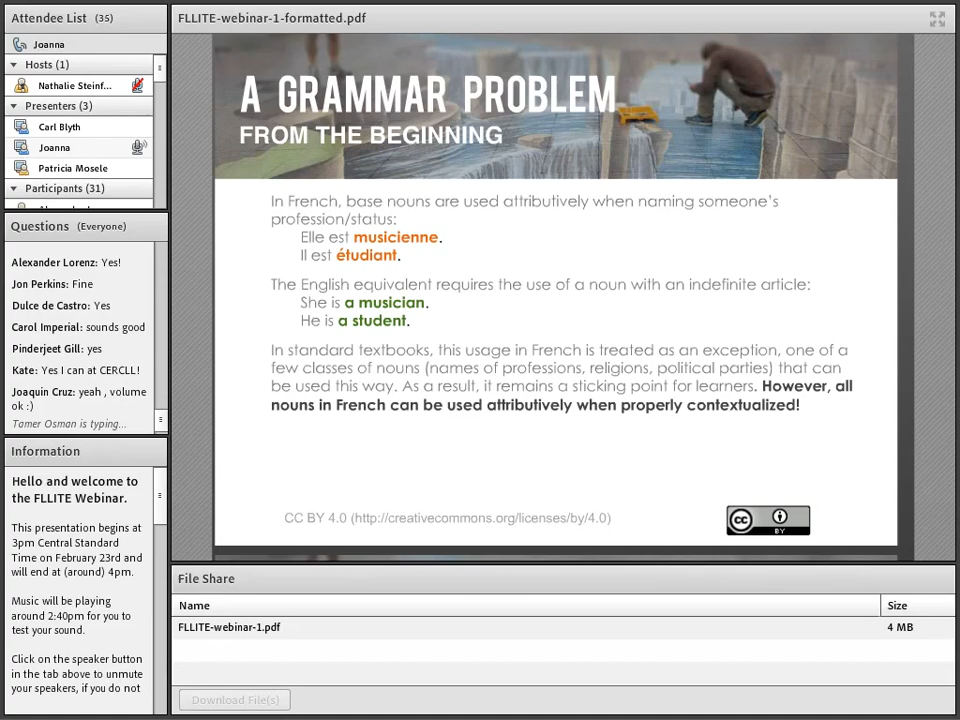 Attendee List (35)
Joanna
Hosts (1)
Nathalie Steinf...
Presenters (3)
Carl Blyth
Joanna
Patricia Mosele
Participants (31)
Questions (Everyone)
Alexander Lorenz: Yes!
Jon Perkins: Fine
Dulce de Castro: Yes
Carol Imperial: sounds good
Pinderjeet Gill: yes
Kate: Yes I can at CERCLL!
Joaquin Cruz: yeah , volume
ok :)
Tamer Osman is typing...
Information
Hello and welcome to
the FLLITE Webinar.
This presentation begins at
3pm Central Standard
Time on February 23rd and
will end at (around) 4pm.
Music will be playing
around 2:40pm for you to
test your sound.
Click on the speaker button
in the tab above to unmute
your speakers, if you do not
FLLITE-webinar-1-formatted.pdf
A GRAMMAR PROBLEM
FROM THE BEGINNING
In French, base nouns are used attributively when naming someone's
profession/status:
Elle est musicienne.
Il est étudiant.
The English equivalent requires the use of a noun with an indefinite article:
She is a musician.
He is a student.
In standard textbooks, this usage in French is treated as an exception, one of a
few classes of nouns (names of professions, religions, political parties) that can
be used this way. As a result, it remains a sticking point for learners. However, all
nouns in French can be used attributively when properly contextualized!
CC BY 4.0 (http://creativecommons.org/licenses/by/4.0)
cc
BY
File Share
Name Size
FLLITE-webinar-1.pdf 4 MB
Download File(s)